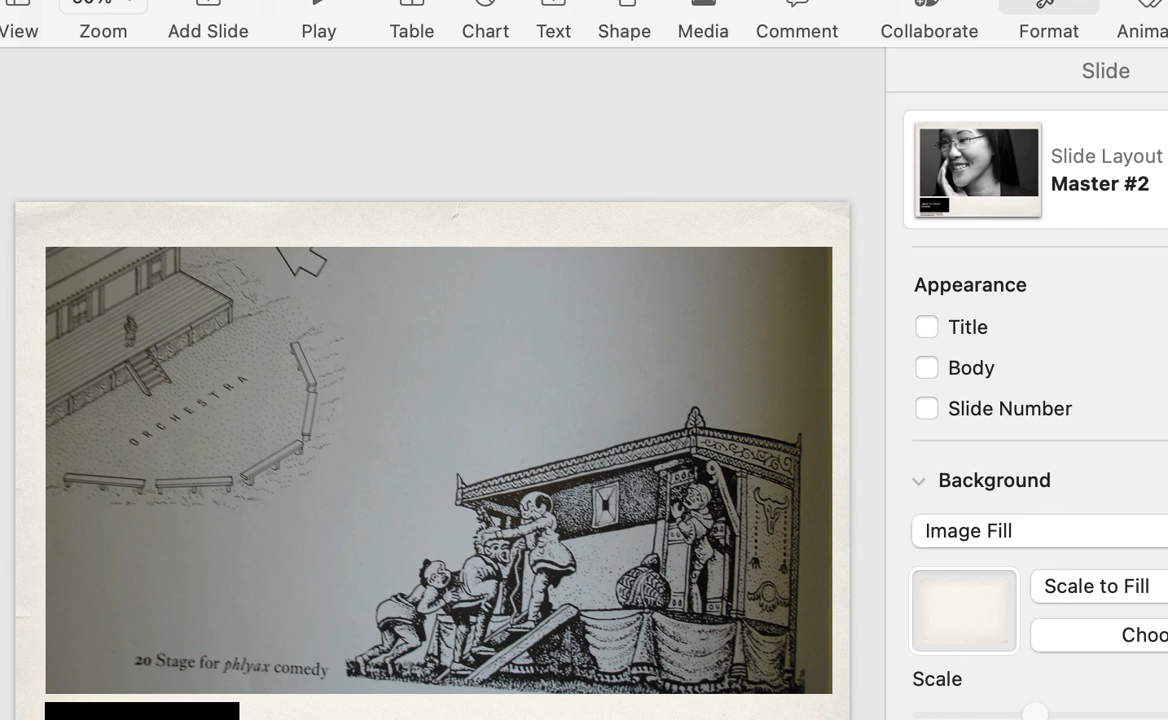 View Zoom Add Slide Play Table Chart Text Shape Media Comment Collaborate Format
Slide
Slide Layout
Master #2
Appearance
Title
Body
Slide Number
Background
Image Fill
Scale to Fill
Scale
ORCHESTRA
20 Stage for phlyax comedy